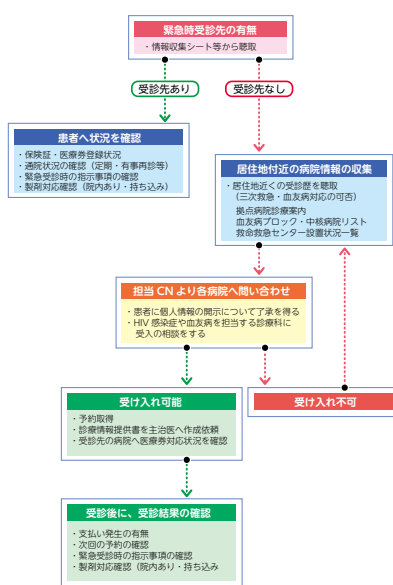 緊急時受診先の有無
・情報収集シート等から聴取
受診先あり
受診先なし
患者へ状況を確認
・保険証・医療券登録状況
・通院状況の確認（定期・有事再診等）
・緊急受診時の指示事項の確認
・製剤対応確認（院内あり・持ち込み）
居住地付近の病院情報の収集
・居住地近くの受診歴を聴取
（三次救急・血友病対応の可否）
拠点病院診療案内
血友病ブロック・中核病院リスト
救命救急センター設置状況一覧
担当 CN より各病院へ問い合わせ
・患者に個人情報の開示について了承を得る
・HIV 感染症や血友病を担当する診療科に
受入の相談をする
受け入れ可能
・予約取得
・診療情報提供書を主治医へ作成依頼
・受診先の病院へ医療券対応状況を確認
受け入れ不可
受診後に、受診結果の確認
・支払い発生の有無
・次回の予約の確認
・緊急受診時の指示事項の確認
・製剤対応確認（院内あり・持ち込み